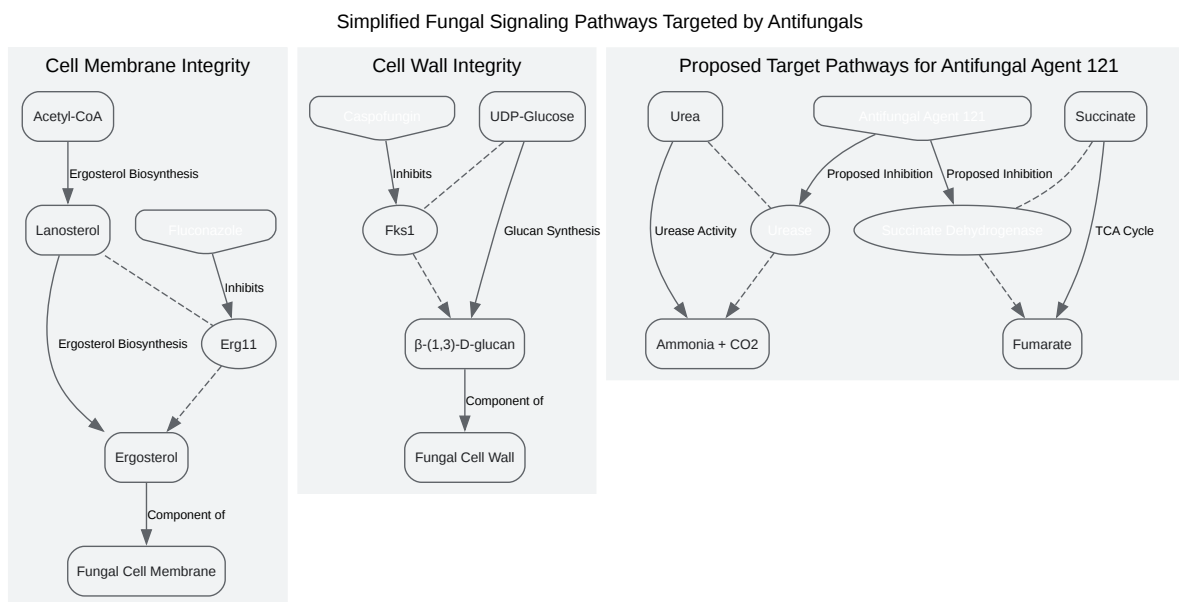 Simplified Fungal Signaling Pathways Targeted by Antifungals
Cell Membrane Integrity
Acetyl-CoA
Ergosterol Biosynthesis
Lanosterol
Fluconazole
Inhibits
Ergosterol Biosynthesis
Erg11
Ergosterol
Component of
Fungal Cell Membrane
Cell Wall Integrity
Caspofungin
UDP-Glucose
Inhibits
Fks1
Glucan Synthesis
β-(1,3)-D-glucan
Component of
Fungal Cell Wall
Proposed Target Pathways for Antifungal Agent 121
Urea
Antifungal Agent 121
Succinate
Proposed Inhibition
Proposed Inhibition
Urease Activity
Urease
Succinate Dehydrogenase
TCA Cycle
Ammonia + CO2
Fumarate